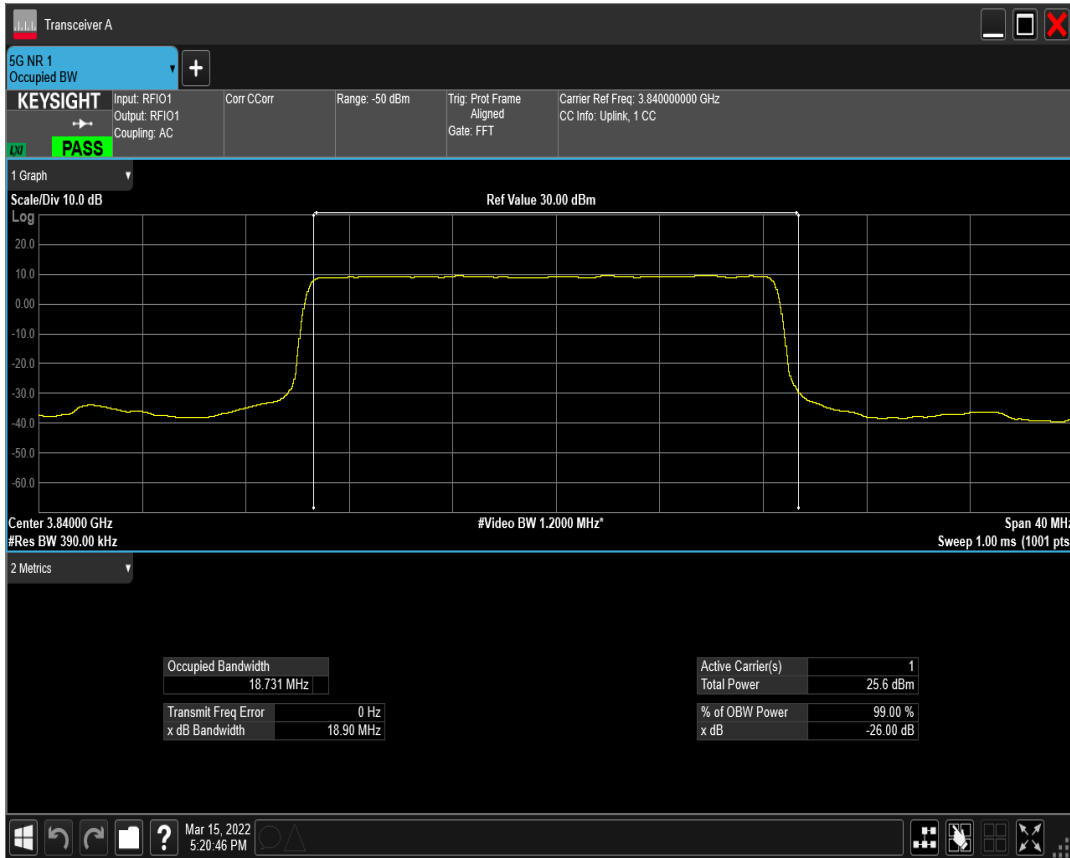 Transceiver A
5G NR 1
Occupied BW
KEYSIGHT
LXI
PASS
Input: RFIO1
Output: RFIO1
Coupling: AC
Corr CCorr
Range: -50 dBm
Trig: Prot Frame
Aligned
Gate: FFT
Carrier Ref Freq: 3.840000000 GHz
CC Info: Uplink, 1 CC
1 Graph
Scale/Div 10.0 dB
Ref Value 30.00 dBm
Log
20.0
10.0
0.00
-10.0
-20.0
-30.0
-40.0
-50.0
-60.0
Center 3.84000 GHz
#Video BW 1.2000 MHz*
Span 40 MHz
#Res BW 390.00 kHz
Sweep 1.00 ms (1001 pts
2 Metrics
Occupied Bandwidth
18.731 MHz
Transmit Freq Error 0 Hz
x dB Bandwidth 18.90 MHz
Active Carrier(s) 1
Total Power 25.6 dBm
% of OBW Power 99.00 %
x dB -26.00 dB
?
Mar 15, 2022
5:20:46 PM